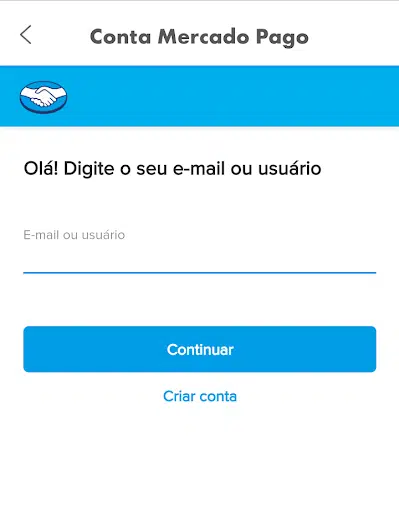 Conta Mercado Pago
Olá! Digite o seu e-mail ou usuário
E-mail ou usuário
Continuar
Criar conta